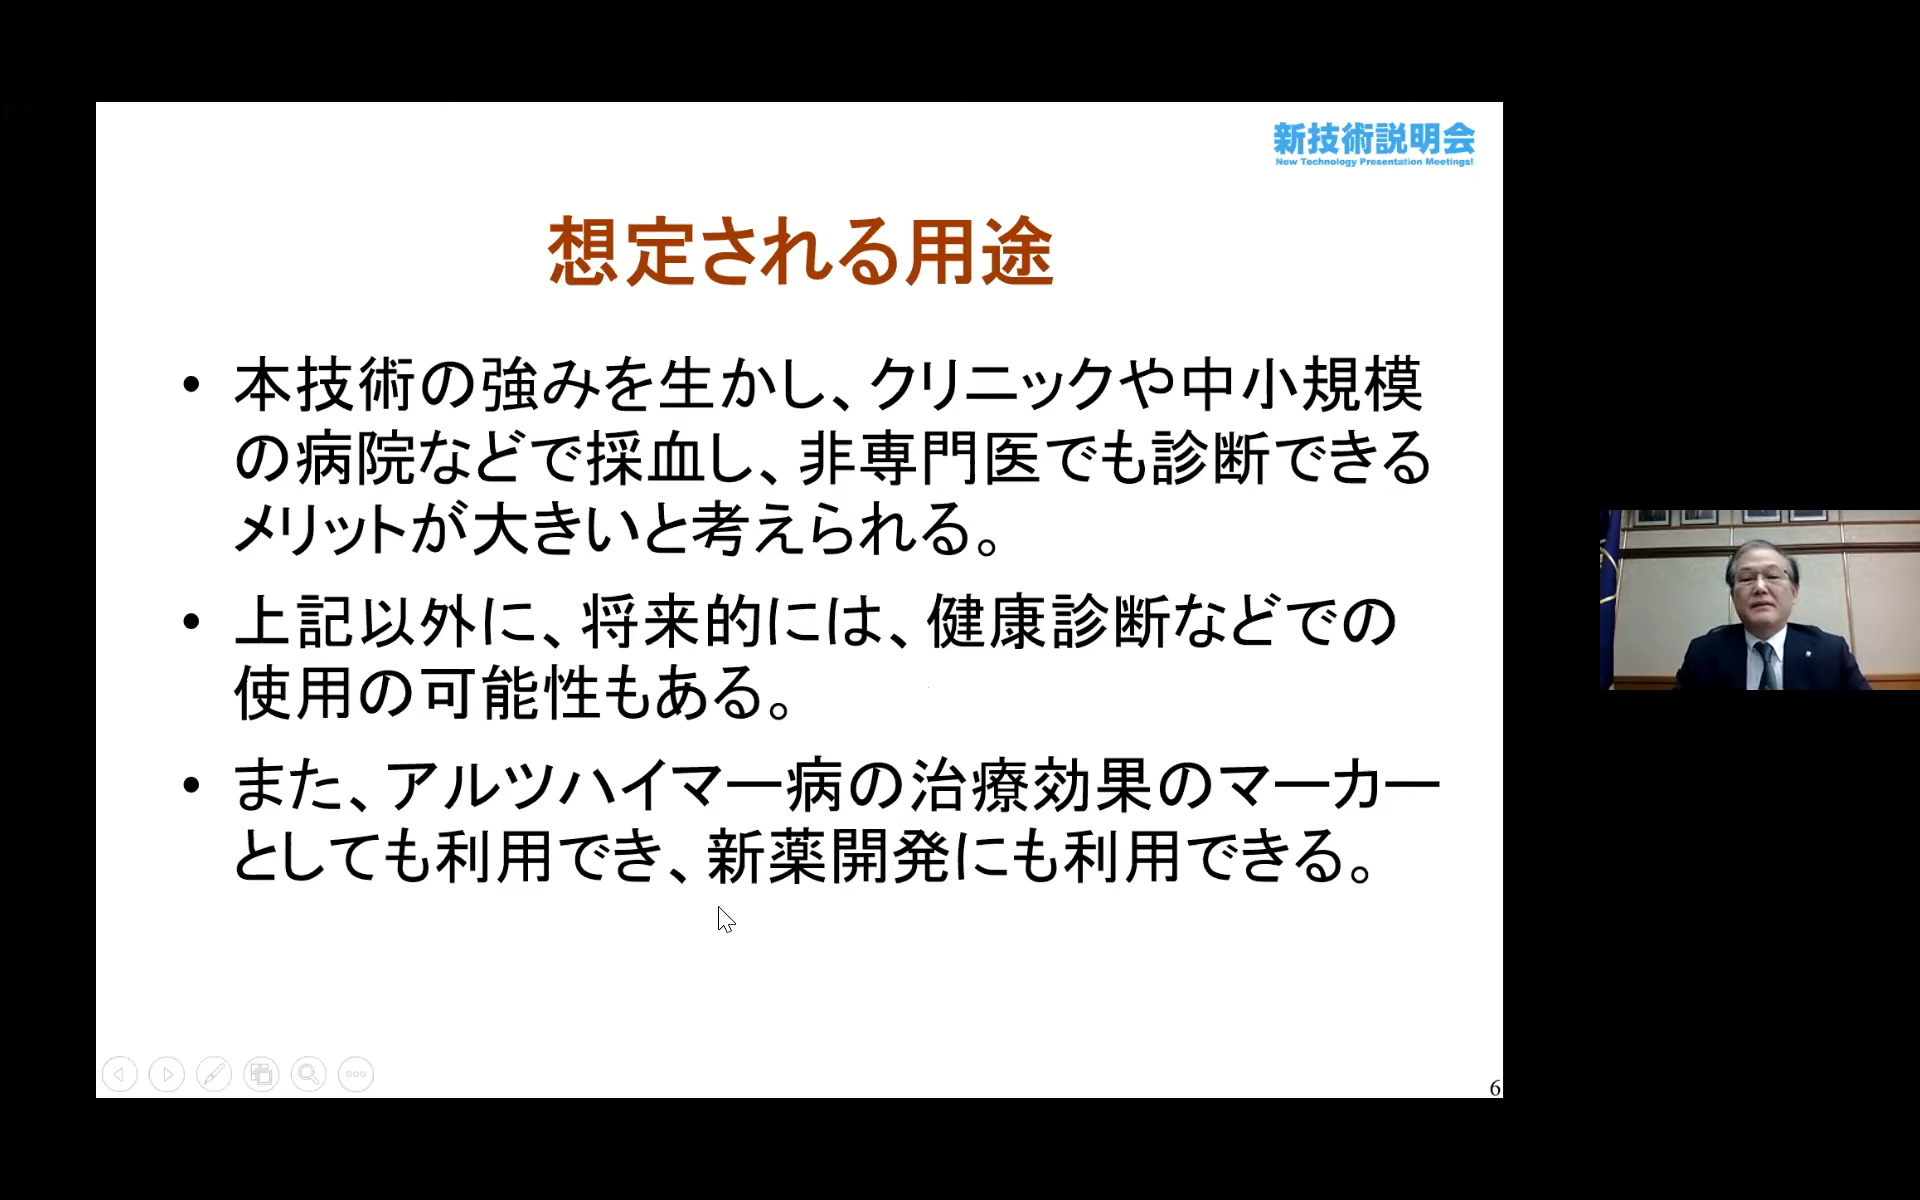 新技術説明会
New Technology Presentation Meetings!
想定される用途
• 本技術の強みを生かし、クリニックや中小規模
の病院などで採血し、非専門医でも診断できる
メリットが大きいと考えられる。
• 上記以外に、将来的には、健康診断などでの
使用の可能性もある。
• また、アルツハイマー病の治療効果のマーカー
としても利用でき、新薬開発にも利用できる。
6